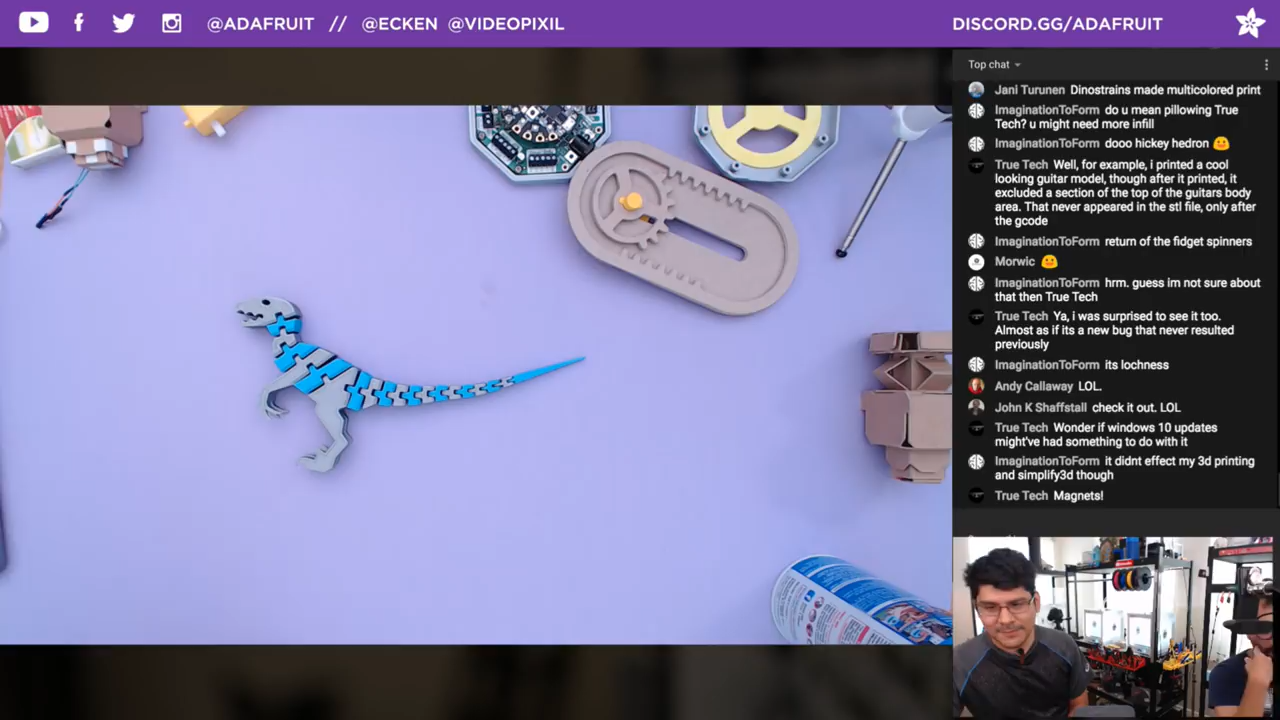 @ADAFRUIT // @ECKEN @VIDEOPIXIL
DISCORD.GG/ADAFRUIT
Top chat
Jani Turunen Dinostrains made multicolored print
ImaginationToForm do u mean pillowing True
Tech? u might need more infill
ImaginationToForm dooo hickey hedron
True Tech Well, for example, i printed a cool
looking guitar model, though after it printed, it
excluded a section of the top of the guitars body
area. That never appeared in the stl file, only after
the gcode
ImaginationToForm return of the fidget spinners
Morwic
ImaginationToForm hrm. guess im not sure about
that then True Tech
True Tech Ya, i was surprised to see it too.
Almost as if its a new bug that never resulted
previously
ImaginationToForm its lochness
Andy Callaway LOL.
John K Shaffstall check it out. LOL
True Tech Wonder if windows 10 updates
might've had something to do with it
ImaginationToForm it didnt effect my 3d printing
and simplify3d though
True Tech Magnets!